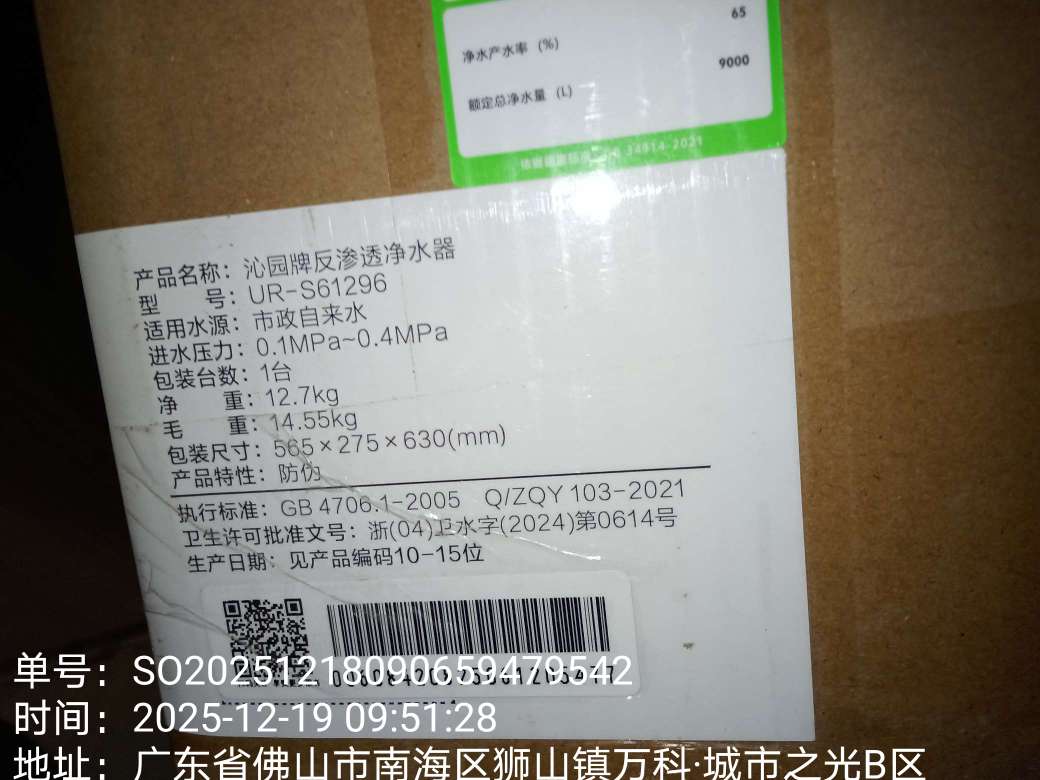 65
净水产水率 (%)
9000
额定总净水量 (L)
34914-2021
产品名称：沁园牌反渗透净水器
型 号：UR-S61296
适用水源：市政自来水
进水压力：0.1MPa~0.4MPa
包装台数：1台
净 重：12.7kg
毛 重：14.55kg
包装尺寸：565×275×630(mm)
产品特性：防伪
执行标准：GB 4706.1-2005 Q/ZQY 103-2021
卫生许可批准文号：浙(04)卫水字(2024)第0614号
生产日期：见产品编码10-15位
单号：SO20251218090659479542
时间：2025-12-19 09:51:28
地址：广东省佛山市南海区狮山镇万科·城市之光B区